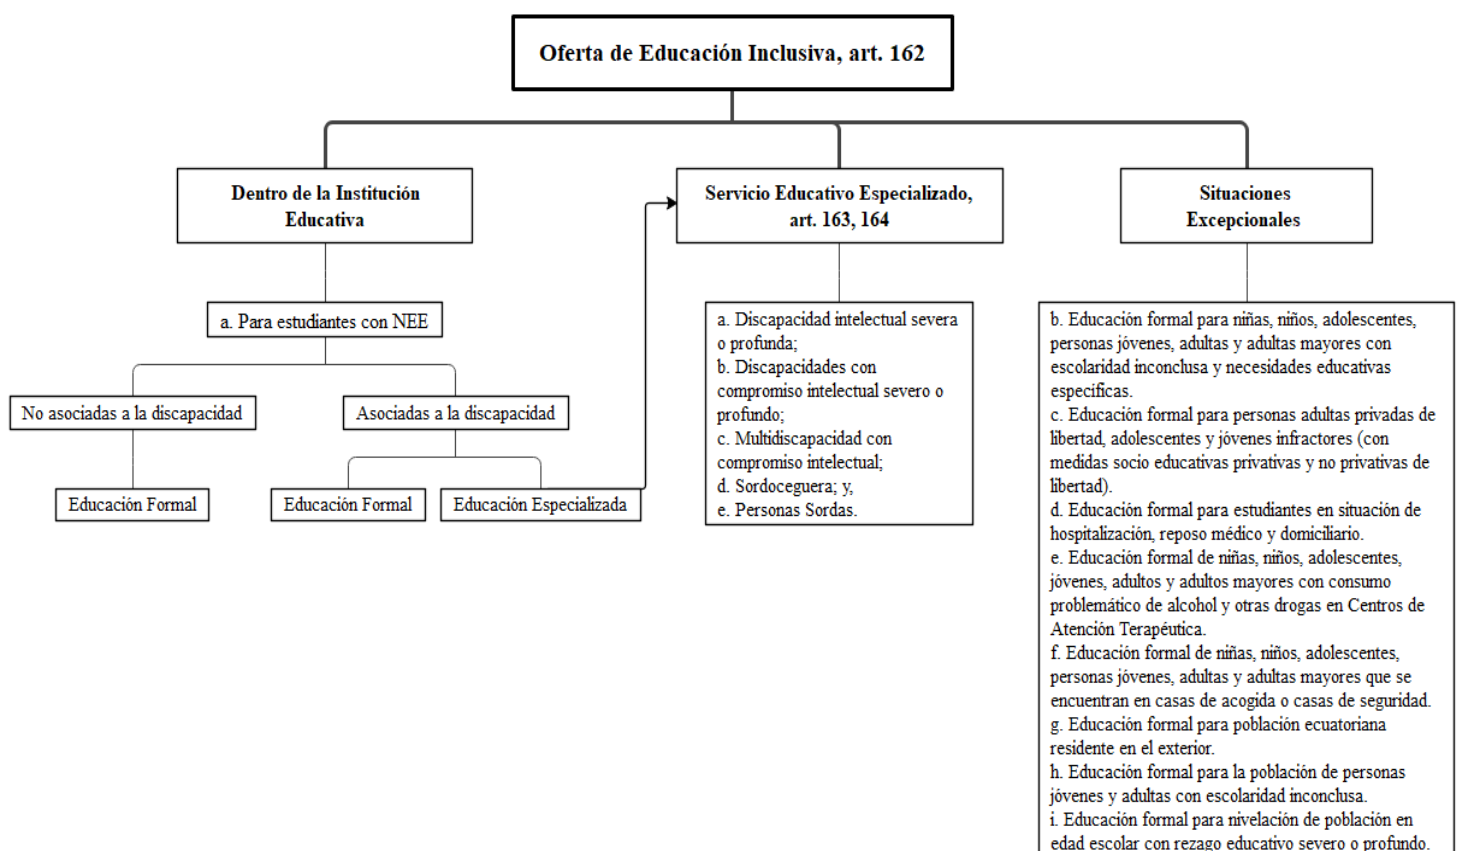 Oferta de Educación Inclusiva, art. 162
Dentro de la Institución
Educativa
Servicio Educativo Especializado,
art. 163, 164
Situaciones
Excepcionales
a. Para estudiantes con NEE
No asociadas a la discapacidad
Asociadas a la discapacidad
Educación Formal
Educación Formal
Educación Especializada
a. Discapacidad intelectual severa
o profunda;
b. Discapacidades con
compromiso intelectual severo o
profundo;
c. Multidiscapacidad con
compromiso intelectual;
d. Sordoceguera; y,
e. Personas Sordas.
b. Educación formal para niñas, niños, adolescentes,
personas jóvenes, adultas y adultas mayores con
escolaridad inconclusa y necesidades educativas
específicas.
c. Educación formal para personas adultas privadas de
libertad, adolescentes y jóvenes infractores (con
medidas socio educativas privativas y no privativas de
libertad).
d. Educación formal para estudiantes en situación de
hospitalización, reposo médico y domiciliario.
e. Educación formal de niñas, niños, adolescentes,
jóvenes, adultos y adultos mayores con consumo
problemático de alcohol y otras drogas en Centros de
Atención Terapéutica.
f. Educación formal de niñas, niños, adolescentes,
personas jóvenes, adultas y adultas mayores que se
encuentran en casas de acogida o casas de seguridad.
g. Educación formal para población ecuatoriana
residente en el exterior.
h. Educación formal para la población de personas
jóvenes y adultas con escolaridad inconclusa.
i. Educación formal para nivelación de población en
edad escolar con rezago educativo severo o profundo.